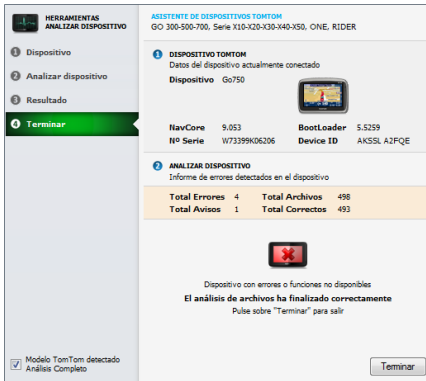 HERRAMIENTAS
ANALIZAR DISPOSITIVO
1 Dispositivo
2 Analizar dispositivo
3 Resultado
4 Terminar
Modelo TomTom detectado
Análisis Completo
ASISTENTE DE DISPOSITIVOS TOMTOM
GO 300-500-700, Serie X10-X20-X30-X40-X50, ONE, RIDER
1 DISPOSITIVO TOMTOM
Datos del dispositivo actualmente conectado
Dispositivo Go750
NavCore 9.053 BootLoader 5.5259
Nº Serie W73399K06206 Device ID AKSSL A2FQE
2 ANALIZAR DISPOSITIVO
Informe de errores detectados en el dispositivo
Total Errores 4 Total Archivos 498
Total Avisos 1 Total Correctos 493
Dispositivo con errores o funciones no disponibles
El análisis de archivos ha finalizado correctamente
Pulse sobre "Terminar" para salir
Terminar